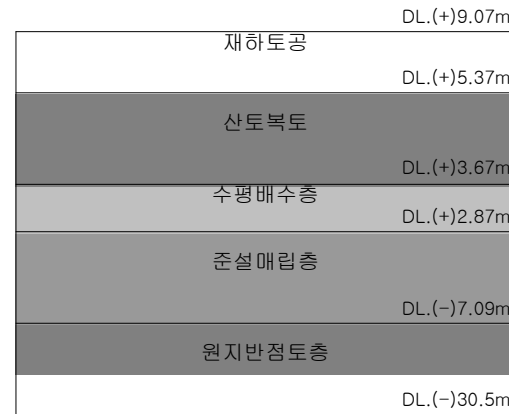 DL.(+)9.07m
재하토공
DL.(+)5.37m
산토복토
DL.(+)3.67m
수평배수층
DL.(+)2.87m
준설매립층
DL.(-)7.09m
원지반점토층
DL.(-)30.5m